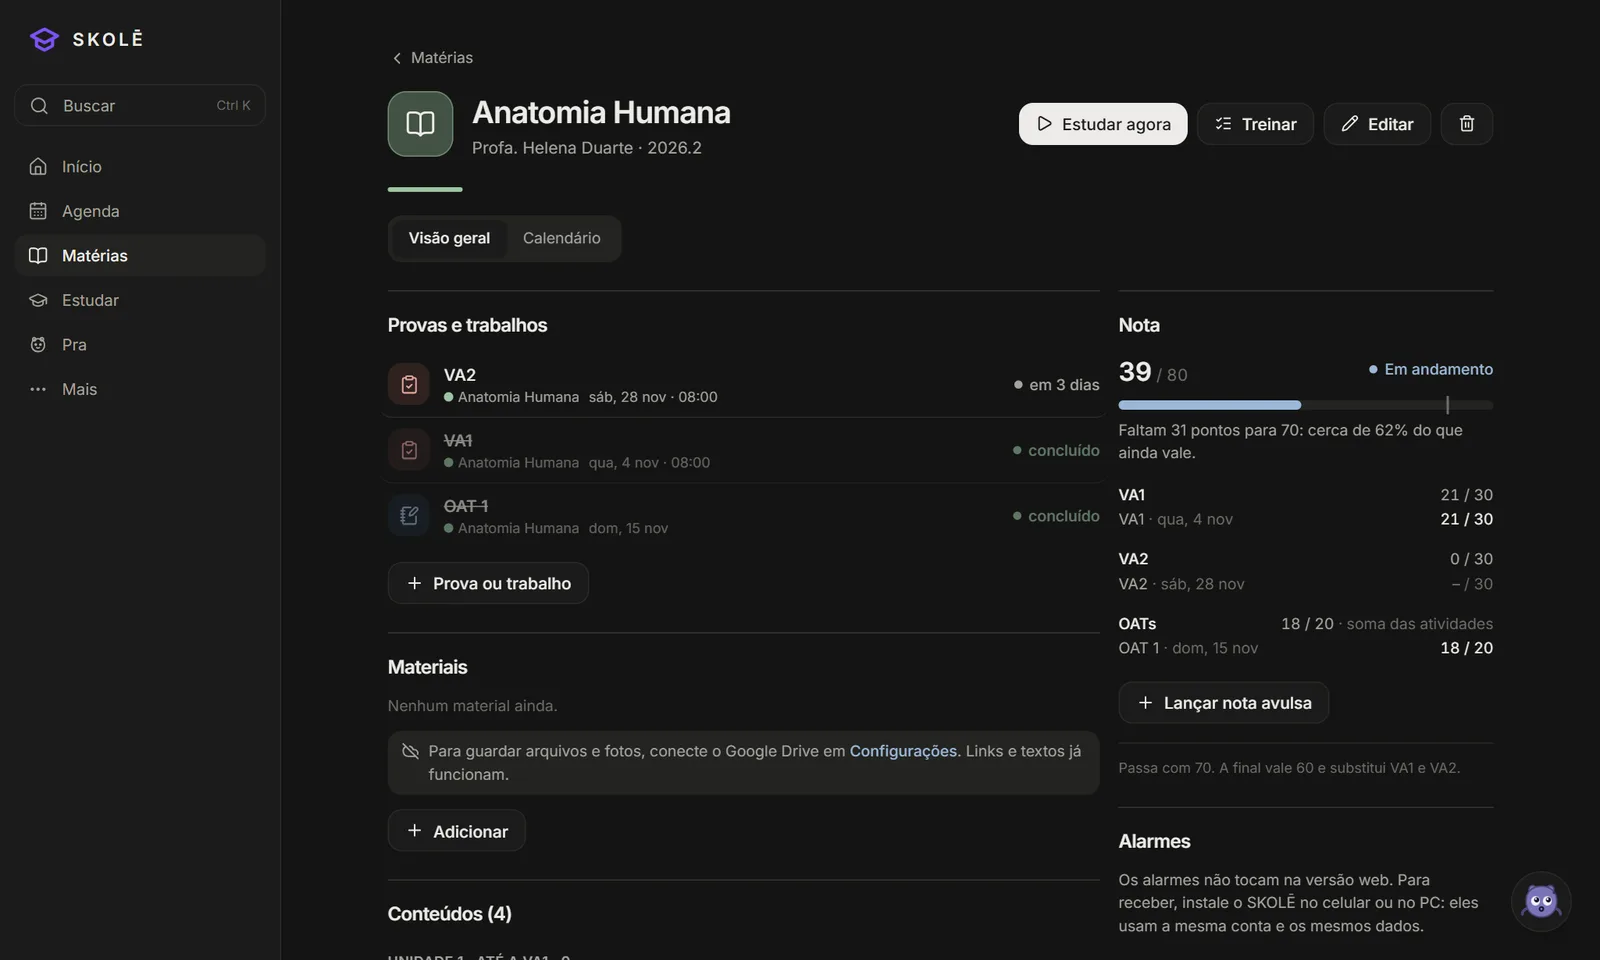 SKOLĒ
Buscar Ctrl K
Início
Agenda
Matérias
Estudar
Pra
Mais
Matérias
Anatomia Humana
Profa. Helena Duarte · 2026.2
Estudar agora
Treinar
Editar
Visão geral
Calendário
Provas e trabalhos
VA2
Anatomia Humana sáb, 28 nov · 08:00
em 3 dias
VA1
Anatomia Humana qua, 4 nov · 08:00
concluído
OAT 1
Anatomia Humana dom, 15 nov
concluído
Prova ou trabalho
Materiais
Nenhum material ainda.
Para guardar arquivos e fotos, conecte o Google Drive em Configurações. Links e textos já
funcionam.
Adicionar
Conteúdos (4)
UNIDADE 1 · ATÉ A VA1 · 2
Nota
39 / 80
Em andamento
Faltam 31 pontos para 70: cerca de 62% do que
ainda vale.
VA1 21 / 30
VA1 · qua, 4 nov 21 / 30
VA2 0 / 30
VA2 · sáb, 28 nov – / 30
OATs 18 / 20 · soma das atividades
OAT 1 · dom, 15 nov 18 / 20
Lançar nota avulsa
Passa com 70. A final vale 60 e substitui VA1 e VA2.
Alarmes
Os alarmes não tocam na versão web. Para
receber, instale o SKOLĒ no celular ou no PC: eles
usam a mesma conta e os mesmos dados.